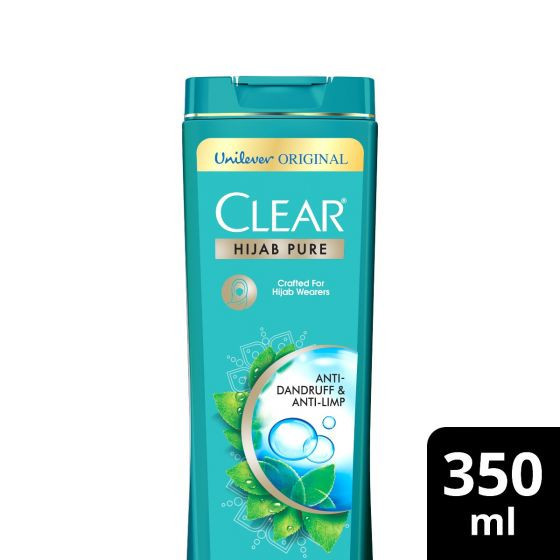 Unilever ORIGINAL
CLEAR®
HIJAB PURE
Crafted For
Hijab Wearers
ANTI-
DANDRUFF &
ANTI-LIMP
350
ml